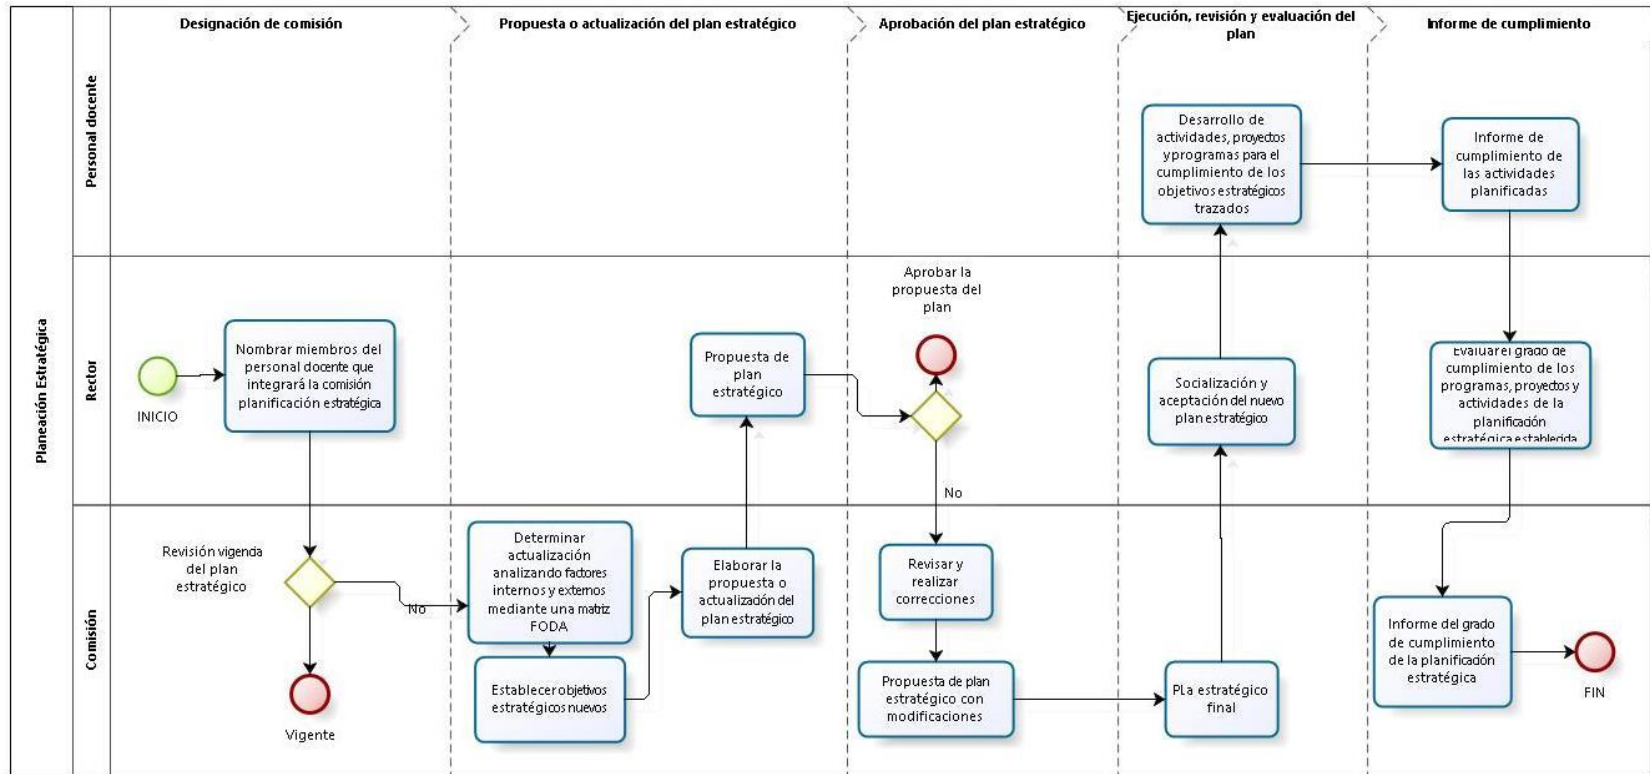 Designación de comisión
Propuesta o actualización del plan estratégico
Aprobación del plan estratégico
Ejecución, revisión y evaluación del
plan
Informe de cumplimiento
Planeación Estratégica
Personal docente
Desarrollo de
actividades, proyectos
y programas para el
cumplimiento de los
objetivos estratégicos
trazados
Informe de
cumplimiento de
las actividades
planificadas
Rector
INICIO
Nombrar miembros del
personal docente que
integrará la comisión
planificación estratégica
Propuesta de
plan
estratégico
Aprobar la
propuesta del
plan
No
Socialización y
aceptación del nuevo
plan estratégico
Evaluar el grado de
cumplimiento de los
programas, proyectos y
actividades de la
planificación
estratégica establecida
Comisión
Revisión vigencia
del plan
estratégico
No
Vigente
Determinar
actualización
analizando factores
internos y externos
mediante una matriz
FODA
Establecer objetivos
estratégicos nuevos
Elaborar la
propuesta o
actualización del
plan estratégico
Revisar y
realizar
correcciones
Propuesta de plan
estratégico con
modificaciones
PLa estratégico
final
Informe del grado
de cumplimiento
de la planificación
estratégica
FIN